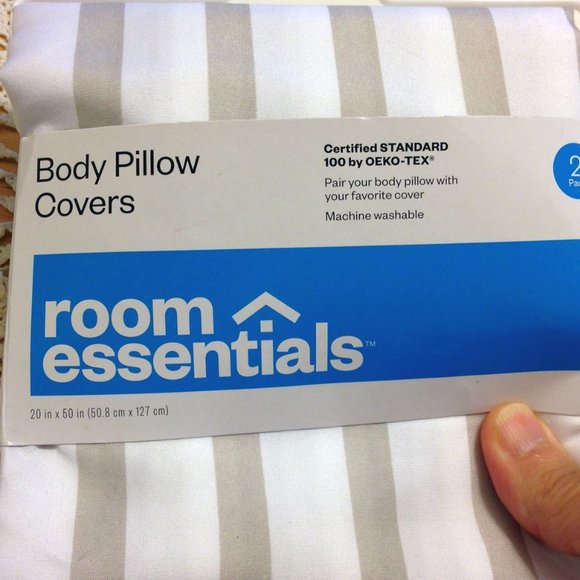 Body Pillow
Covers
Certified STANDARD
100 by OEKO-TEX®
Pair your body pillow with
your favorite cover
Machine washable
2
room
essentials™
20 in x 50 in (50.8 cm x 127 cm)